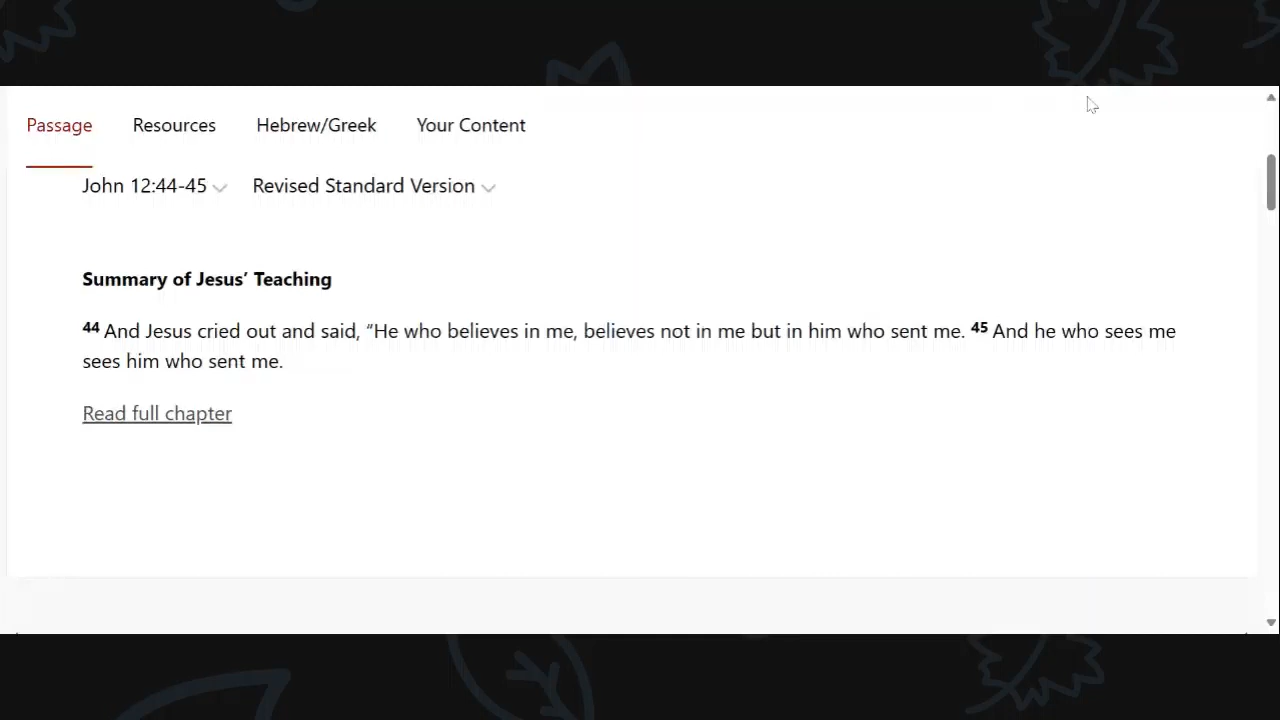 Passage Resources Hebrew/Greek Your Content
John 12:44-45 Revised Standard Version
Summary of Jesus’ Teaching
44 And Jesus cried out and said, “He who believes in me, believes not in me but in him who sent me. 45 And he who sees me
sees him who sent me.
Read full chapter